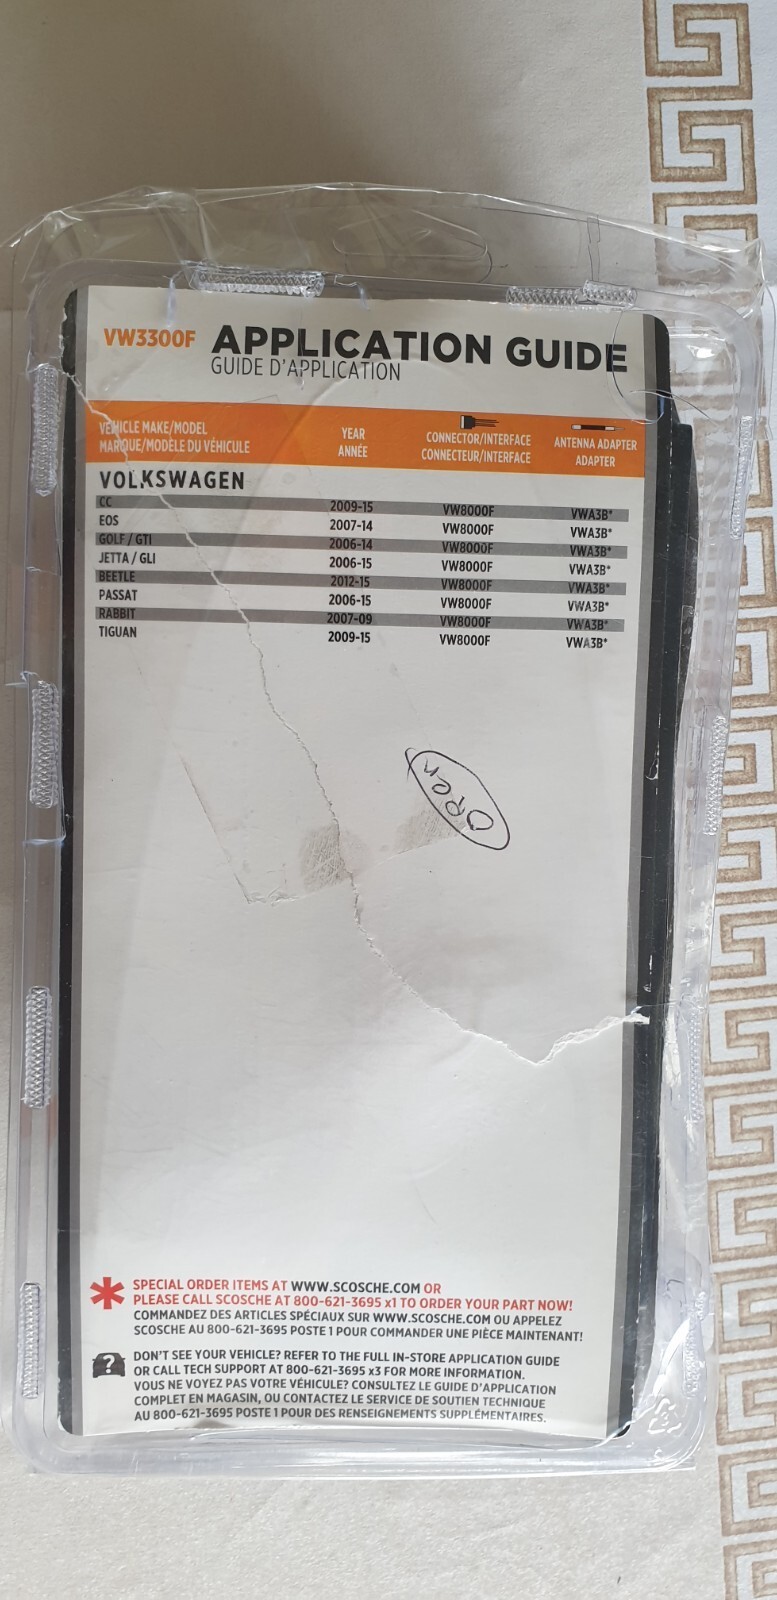 VW3300F APPLICATION GUIDE
GUIDE D'APPLICATION
VEHICLE MAKE/MODEL YEAR CONNECTOR/INTERFACE ANTENNA ADAPTER
MARQUE/MODÈLE DU VÉHICULE ANNÉE CONNECTEUR/INTERFACE ADAPTER
VOLKSWAGEN
CC 2009-15 VW8000F VWA3B*
EOS 2007-14 VW8000F VWA3B*
GOLF / GTI 2006-14 VW8000F VWA3B*
JETTA / GLI 2006-15 VW8000F VWA3B*
BEETLE 2012-15 VW8000F VWA3B*
PASSAT 2006-15 VW8000F VWA3B*
RABBIT 2007-09 VW8000F VWA3B*
TIGUAN 2009-15 VW8000F VWA3B*
OPEN
* SPECIAL ORDER ITEMS AT WWW.SCOSCHE.COM OR
PLEASE CALL SCOSCHE AT 800-621-3695 x1 TO ORDER YOUR PART NOW!
COMMANDEZ DES ARTICLES SPÉCIAUX SUR WWW.SCOSCHE.COM OU APPELEZ
SCOSCHE AU 800-621-3695 POSTE 1 POUR COMMANDER UNE PIÈCE MAINTENANT!
? DON'T SEE YOUR VEHICLE? REFER TO THE FULL IN-STORE APPLICATION GUIDE
OR CALL TECH SUPPORT AT 800-621-3695 x3 FOR MORE INFORMATION.
VOUS NE VOYEZ PAS VOTRE VÉHICULE? CONSULTEZ LE GUIDE D'APPLICATION
COMPLET EN MAGASIN, OU CONTACTEZ LE SERVICE DE SOUTIEN TECHNIQUE
AU 800-621-3695 POSTE 1 POUR DES RENSEIGNEMENTS SUPPLÉMENTAIRES.